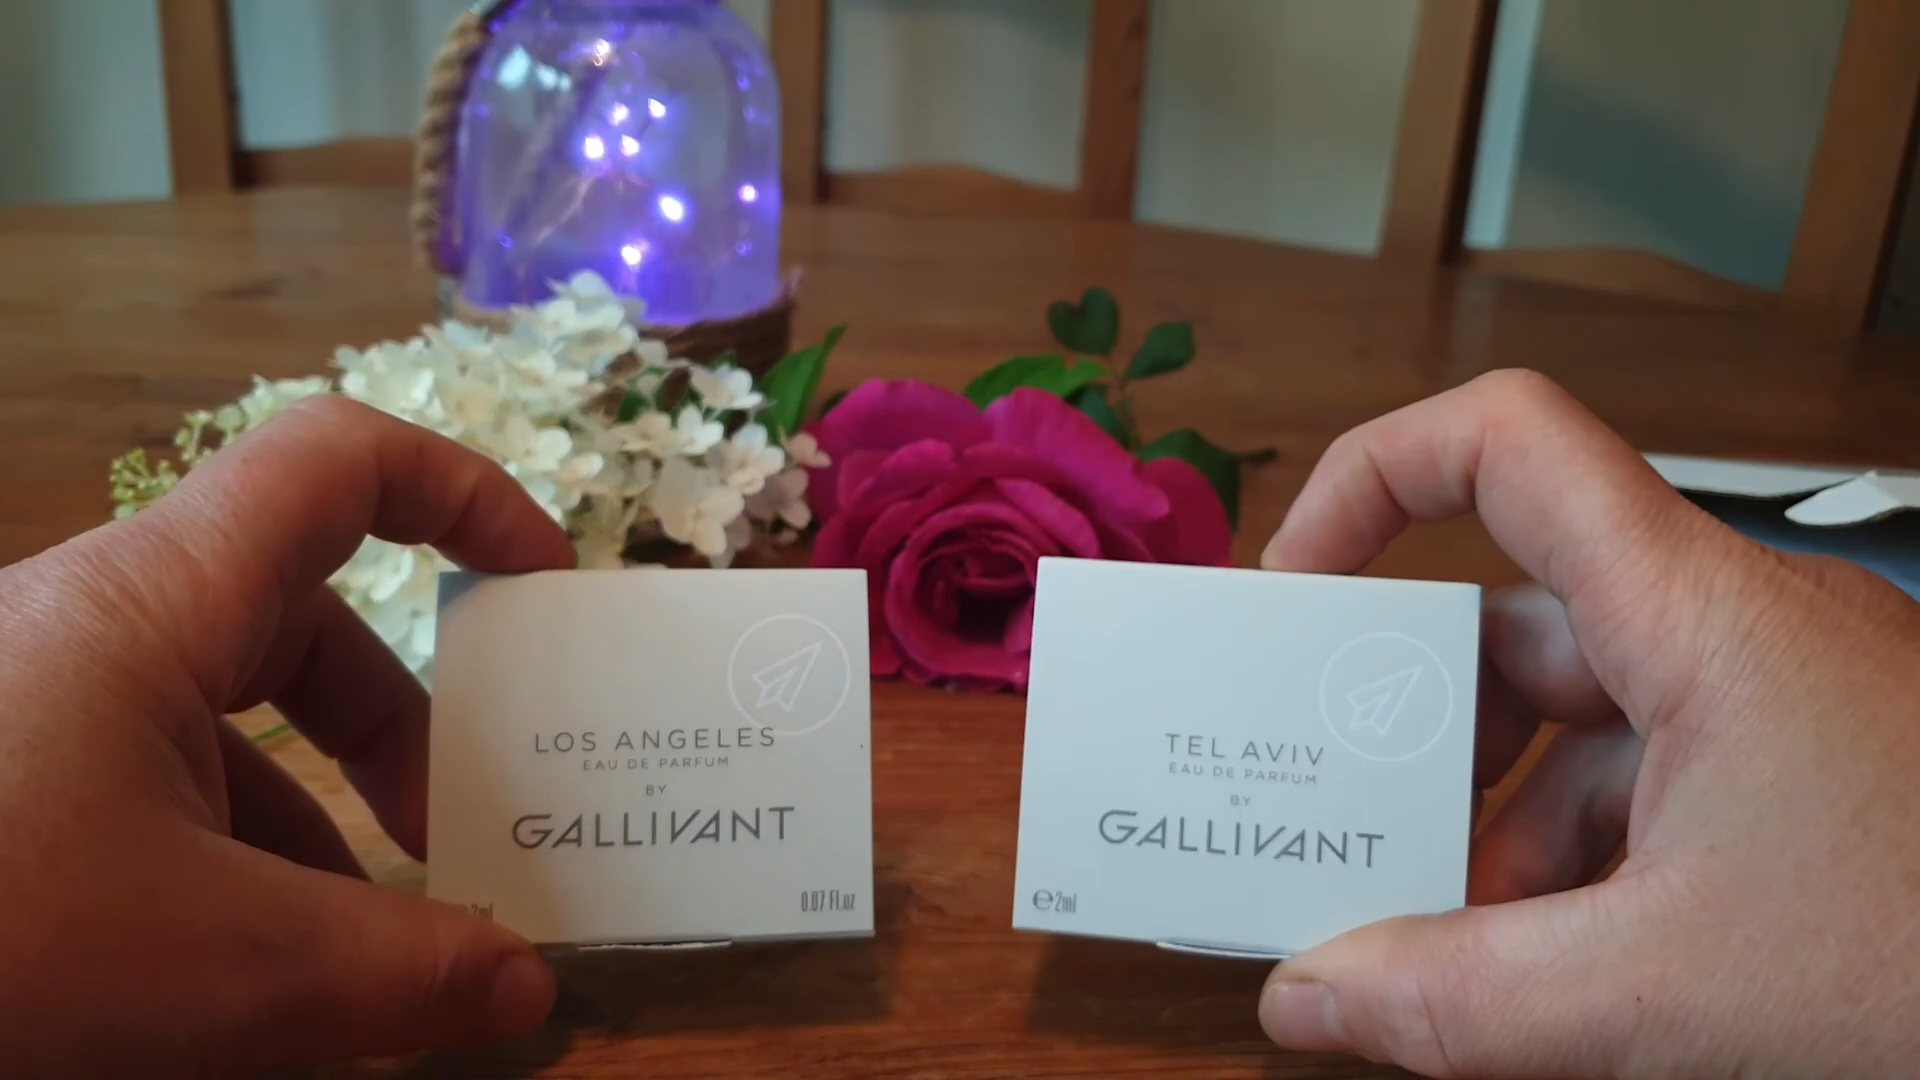 LOS ANGELES
EAU DE PARFUM
BY
GALLIVANT
2ml
0.07 Fl.oz
TEL AVIV
EAU DE PARFUM
BY
GALLIVANT
℮2ml